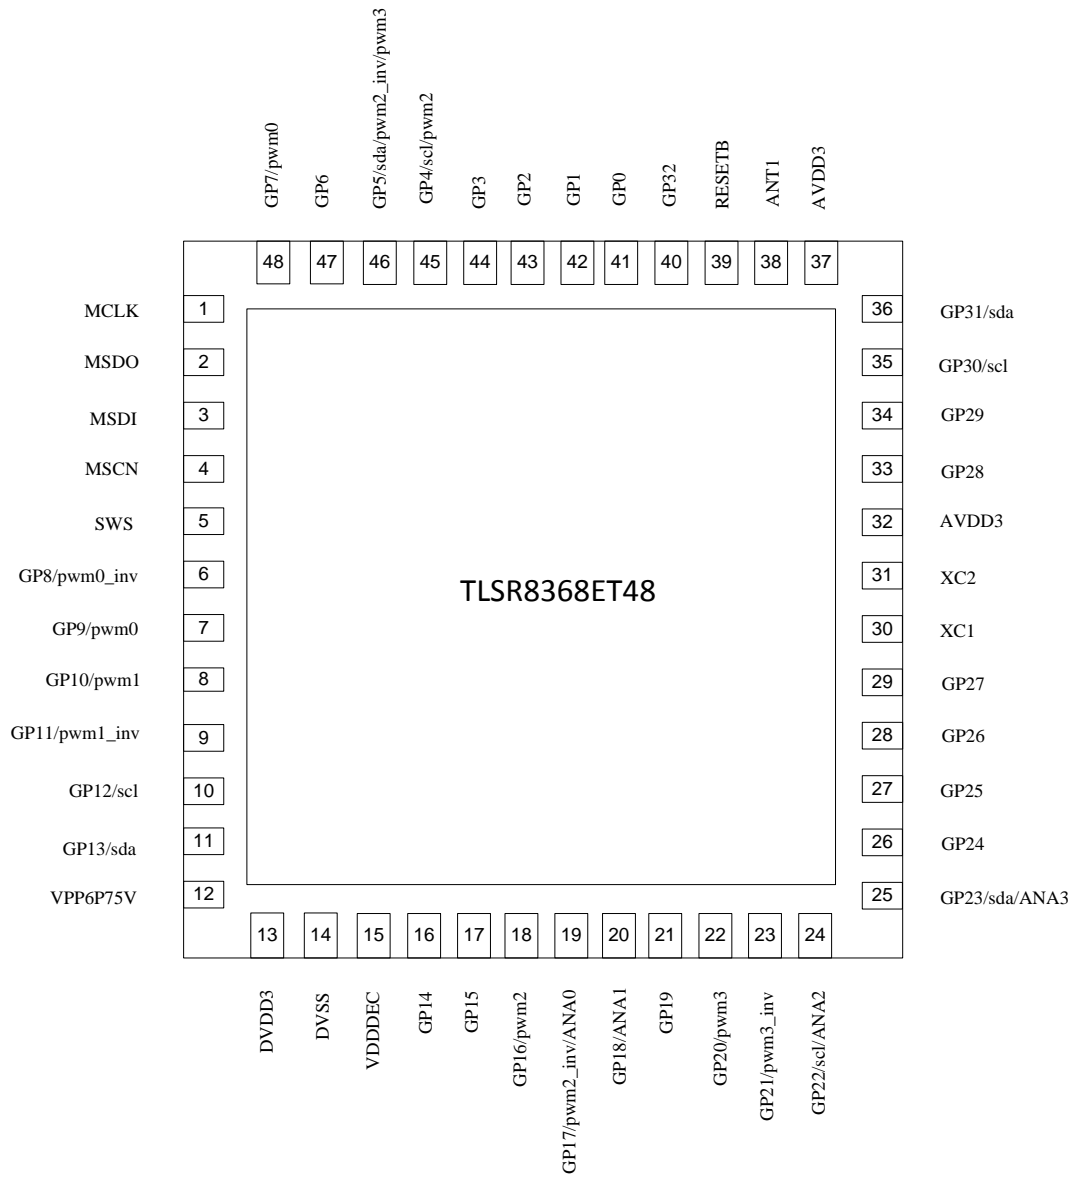 GP7/pwm0
GP6
GP5/sda/pwm2_inv/pwm3
GP4/scl/pwm2
GP3
GP2
GP1
GP0
GP32
RESETB
ANT1
AVDD3
48
47
46
45
44
43
42
41
40
39
38
37
MCLK 1
MSDO 2
MSDI 3
MSCN 4
SWS 5
GP8/pwm0_inv 6
GP9/pwm0 7
GP10/pwm1 8
GP11/pwm1_inv 9
GP12/scl 10
GP13/sda 11
VPP6P75V 12
TLSR8368ET48
36 GP31/sda
35 GP30/scl
34 GP29
33 GP28
32 AVDD3
31 XC2
30 XC1
29 GP27
28 GP26
27 GP25
26 GP24
25 GP23/sda/ANA3
13
14
15
16
17
18
19
20
21
22
23
24
DVDD3
DVSS
VDDDEC
GP14
GP15
GP16/pwm2
GP17/pwm2_inv/ANA0
GP18/ANA1
GP19
GP20/pwm3
GP21/pwm3_inv
GP22/scl/ANA2